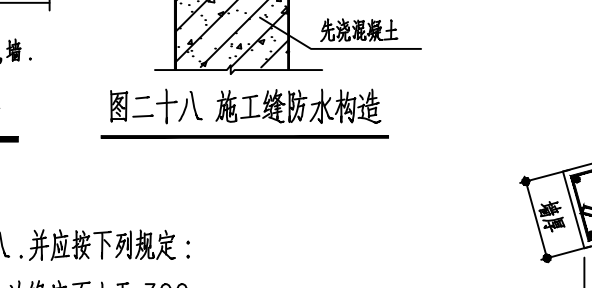 先浇混凝土
墙.
图二十八 施工缝防水构造
墙厚
.并应按下列规定: